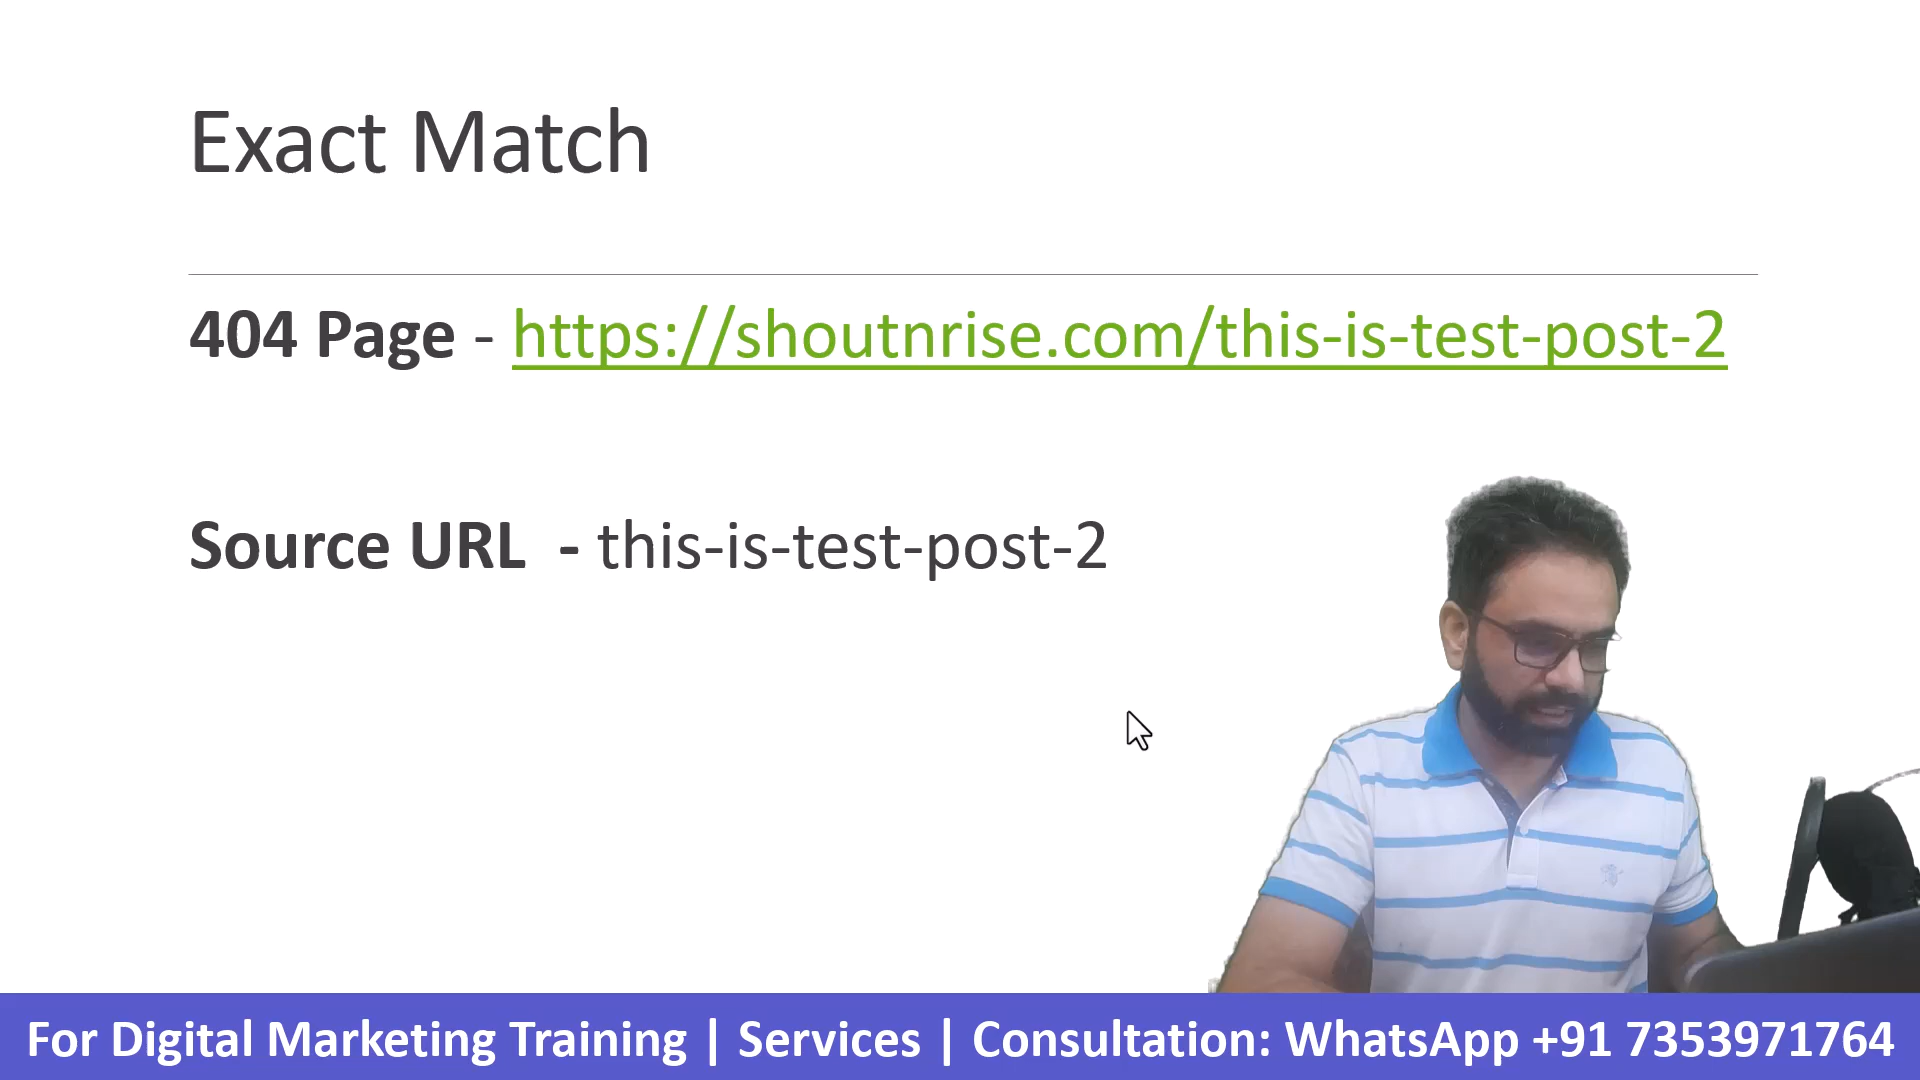 Exact Match
404 Page - https://shoutnrise.com/this-is-test-post-2
Source URL  - this-is-test-post-2
For Digital Marketing Training | Services | Consultation: WhatsApp +91 7353971764